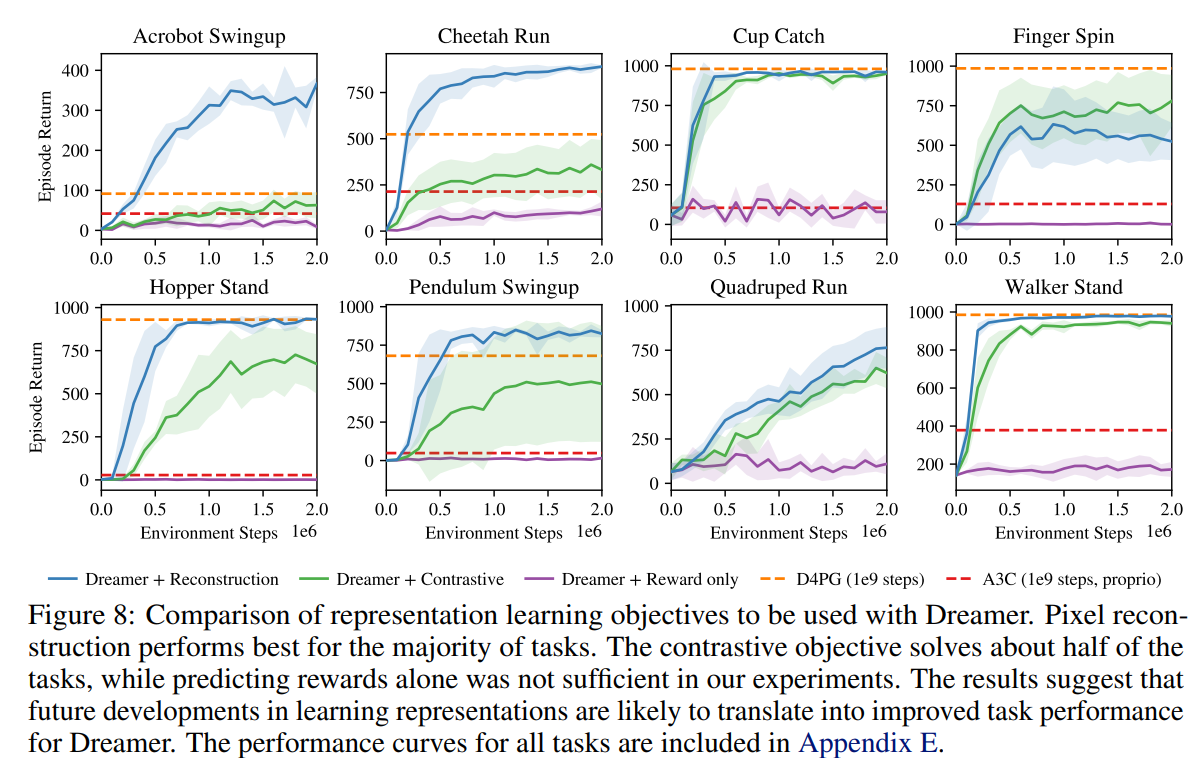 Acrobot Swingup
Cheetah Run
Cup Catch
Finger Spin
Episode Return
400
300
200
100
0
0.0 0.5 1.0 1.5 2.0
750
500
250
0
0.0 0.5 1.0 1.5 2.0
1000
750
500
250
0
0.0 0.5 1.0 1.5 2.0
1000
750
500
250
0
0.0 0.5 1.0 1.5 2.0
Hopper Stand
Pendulum Swingup
Quadruped Run
Walker Stand
Episode Return
1000
750
500
250
0
0.0 0.5 1.0 1.5 2.0
Environment Steps 1e6
1000
750
500
250
0
0.0 0.5 1.0 1.5 2.0
Environment Steps 1e6
1000
750
500
250
0
0.0 0.5 1.0 1.5 2.0
Environment Steps 1e6
1000
800
600
400
200
0.0 0.5 1.0 1.5 2.0
Environment Steps 1e6
Dreamer + Reconstruction Dreamer + Contrastive Dreamer + Reward only D4PG (1e9 steps) A3C (1e9 steps, proprio)
Figure 8: Comparison of representation learning objectives to be used with Dreamer. Pixel recon-
struction performs best for the majority of tasks. The contrastive objective solves about half of the
tasks, while predicting rewards alone was not sufficient in our experiments. The results suggest that
future developments in learning representations are likely to translate into improved task performance
for Dreamer. The performance curves for all tasks are included in Appendix E.